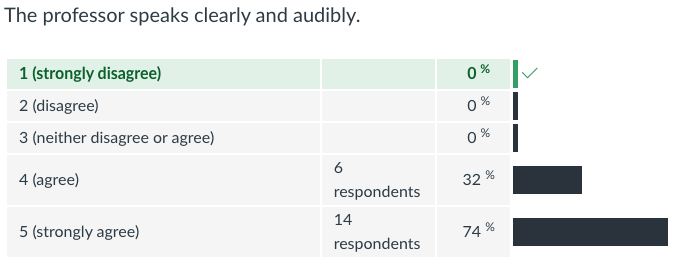 The professor speaks clearly and audibly.
1 (strongly disagree) 0 %
2 (disagree) 0 %
3 (neither disagree or agree) 0 %
4 (agree) 6 respondents 32 %
5 (strongly agree) 14 respondents 74 %